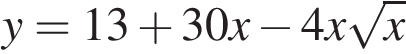 y = 13 + 30x − 4x√x